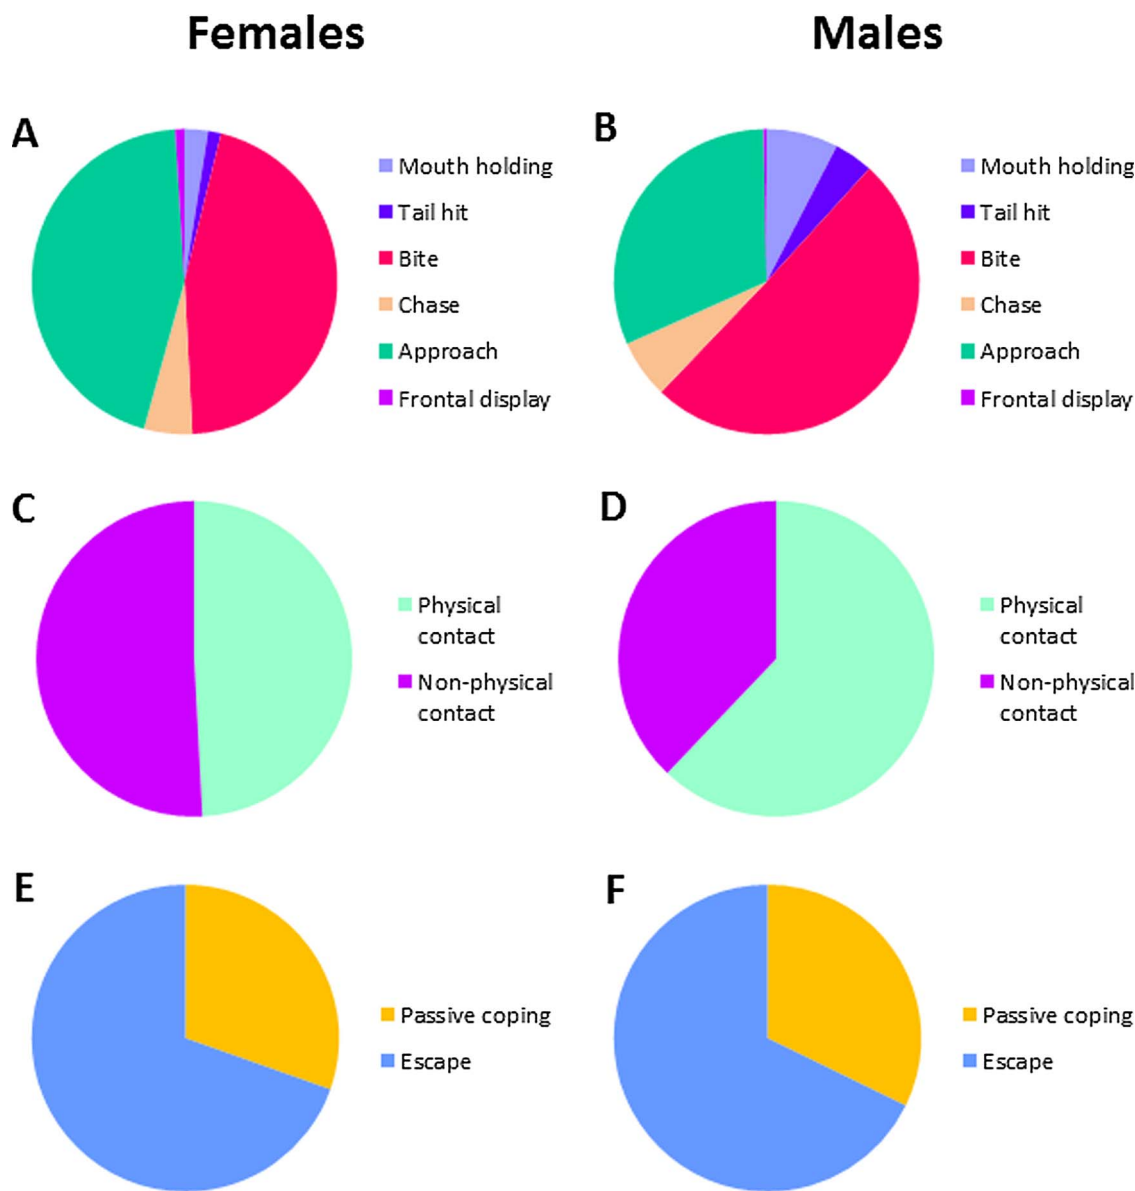 Females
Males
A
Mouth holding
Tail hit
Bite
Chase
Approach
Frontal display
B
Mouth holding
Tail hit
Bite
Chase
Approach
Frontal display
C
Physical
contact
Non-physical
contact
D
Physical
contact
Non-physical
contact
E
Passive coping
Escape
F
Passive coping
Escape